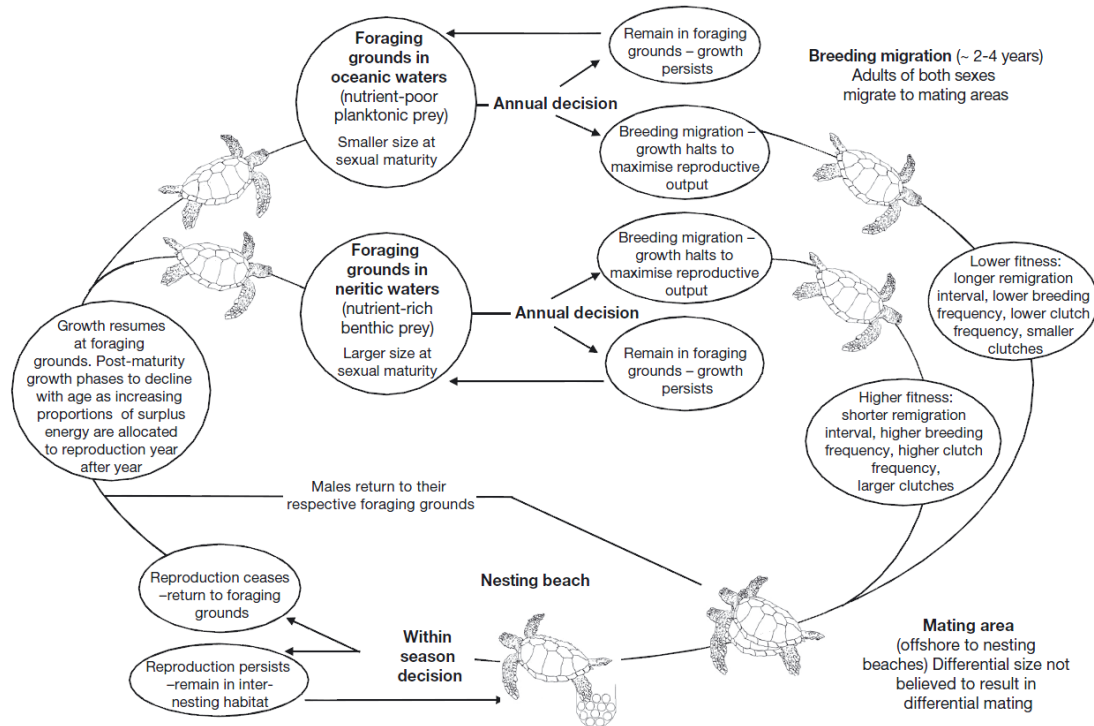 Foraging
grounds in
oceanic waters
(nutrient-poor
planktonic prey)
Smaller size at
sexual maturity
Annual decision
Remain in foraging
grounds – growth
persists
Breeding migration –
growth halts to
maximise reproductive
output
Breeding migration (~ 2-4 years)
Adults of both sexes
migrate to mating areas
Foraging
grounds in
neritic waters
(nutrient-rich
benthic prey)
Larger size at
sexual maturity
Annual decision
Breeding migration –
growth halts to
maximise reproductive
output
Remain in foraging
grounds – growth
persists
Lower fitness:
longer remigration
interval, lower breeding
frequency, lower clutch
frequency, smaller
clutches
Higher fitness:
shorter remigration
interval, higher breeding
frequency, higher clutch
frequency,
larger clutches
Growth resumes
at foraging
grounds. Post-maturity
growth phases to decline
with age as increasing
proportions of surplus
energy are allocated
to reproduction year
after year
Males return to their
respective foraging grounds
Reproduction ceases
–return to foraging
grounds
Reproduction persists
–remain in inter-
nesting habitat
Within
season
decision
Nesting beach
Mating area
(offshore to nesting
beaches) Differential size not
believed to result in
differential mating